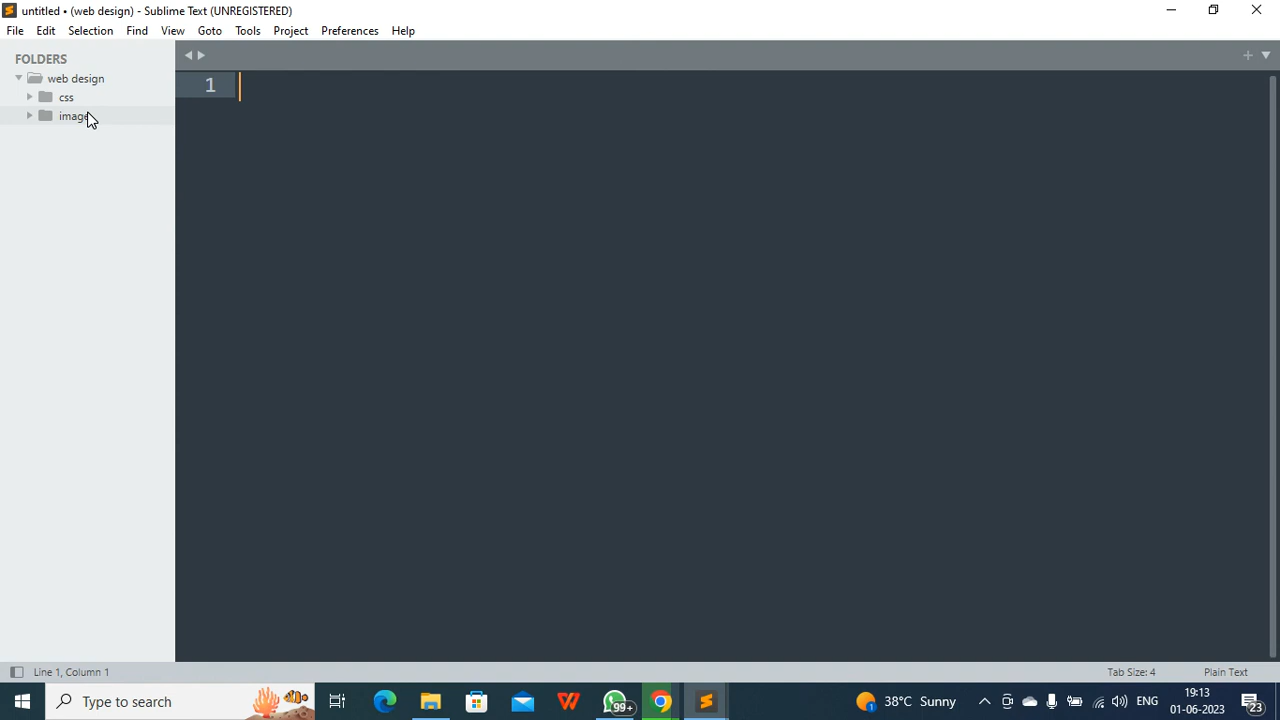 untitled • (web design) - Sublime Text (UNREGISTERED)
File Edit Selection Find View Goto Tools Project Preferences Help
FOLDERS
web design
css
image
1
Line 1, Column 1 Tab Size: 4 Plain Text
Type to search 99+ 1 38°C Sunny ENG 19:13
01-06-2023 23